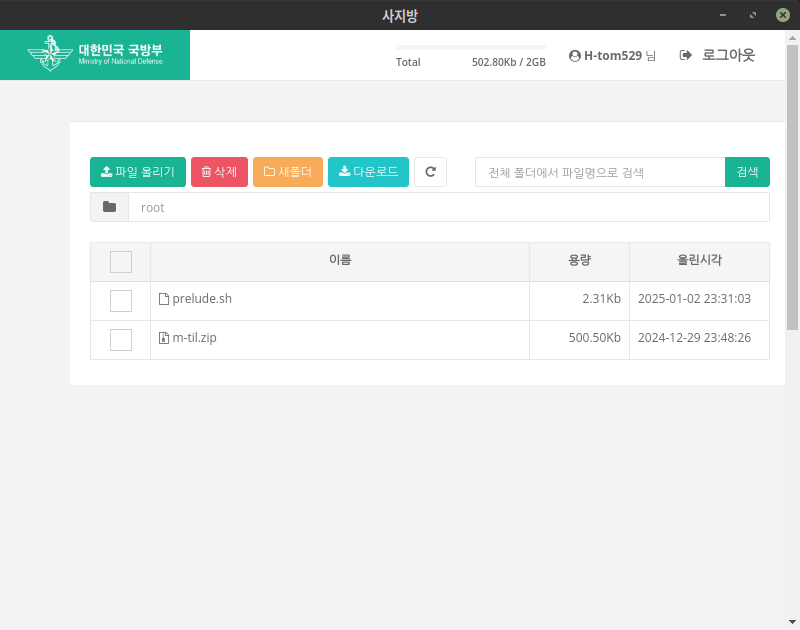 사지방
대한민국 국방부
Ministry of National Defense
Total 502.80Kb / 2GB
H-tom529 님
로그아웃
파일 올리기 삭제 새폴더 다운로드 전체 폴더에서 파일명으로 검색 검색
root
이름 용량 올린시각
prelude.sh 2.31Kb 2025-01-02 23:31:03
m-til.zip 500.50Kb 2024-12-29 23:48:26